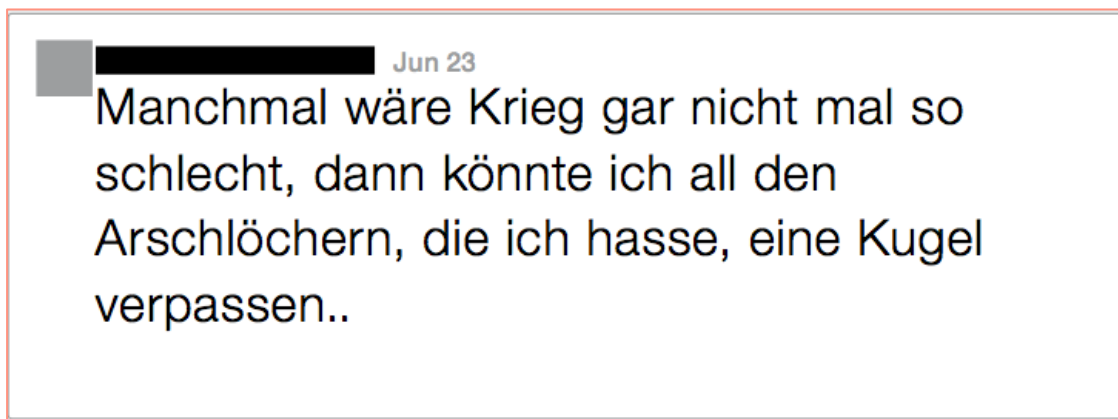 Jun 23
Manchmal wäre Krieg gar nicht mal so
schlecht, dann könnte ich all den
Arschlöchern, die ich hasse, eine Kugel
verpassen..